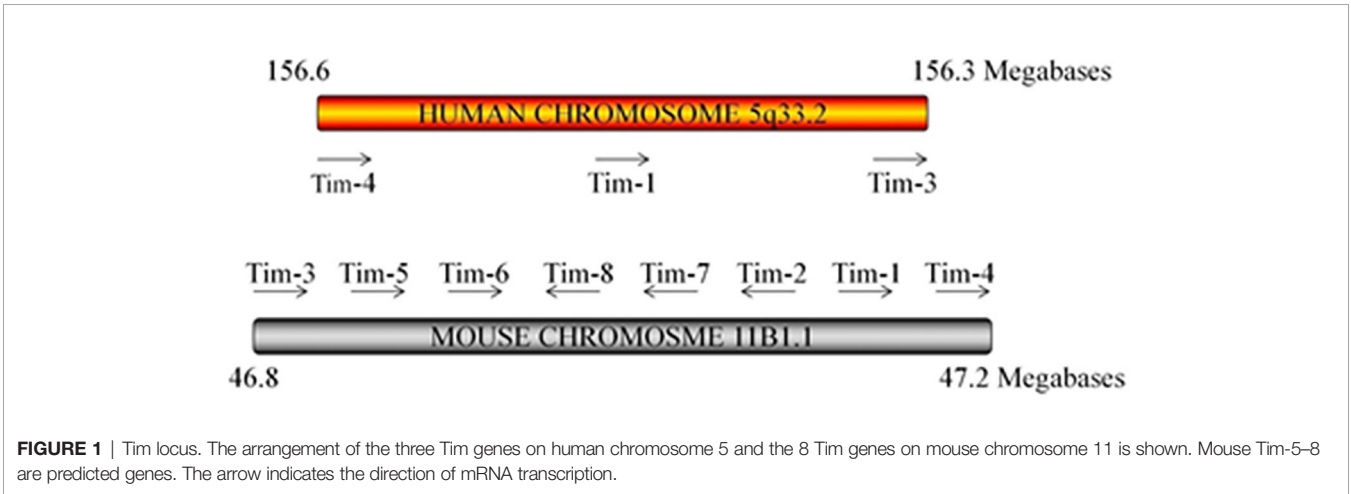 156.6 156.3 Megabases
HUMAN CHROMOSOME 5q33.2
Tim-4 Tim-1 Tim-3
Tim-3 Tim-5 Tim-6 Tim-8 Tim-7 Tim-2 Tim-1 Tim-4
MOUSE CHROMOSME 11B1.1
46.8 47.2 Megabases
FIGURE 1 | Tim locus. The arrangement of the three Tim genes on human chromosome 5 and the 8 Tim genes on mouse chromosome 11 is shown. Mouse Tim-5–8
are predicted genes. The arrow indicates the direction of mRNA transcription.